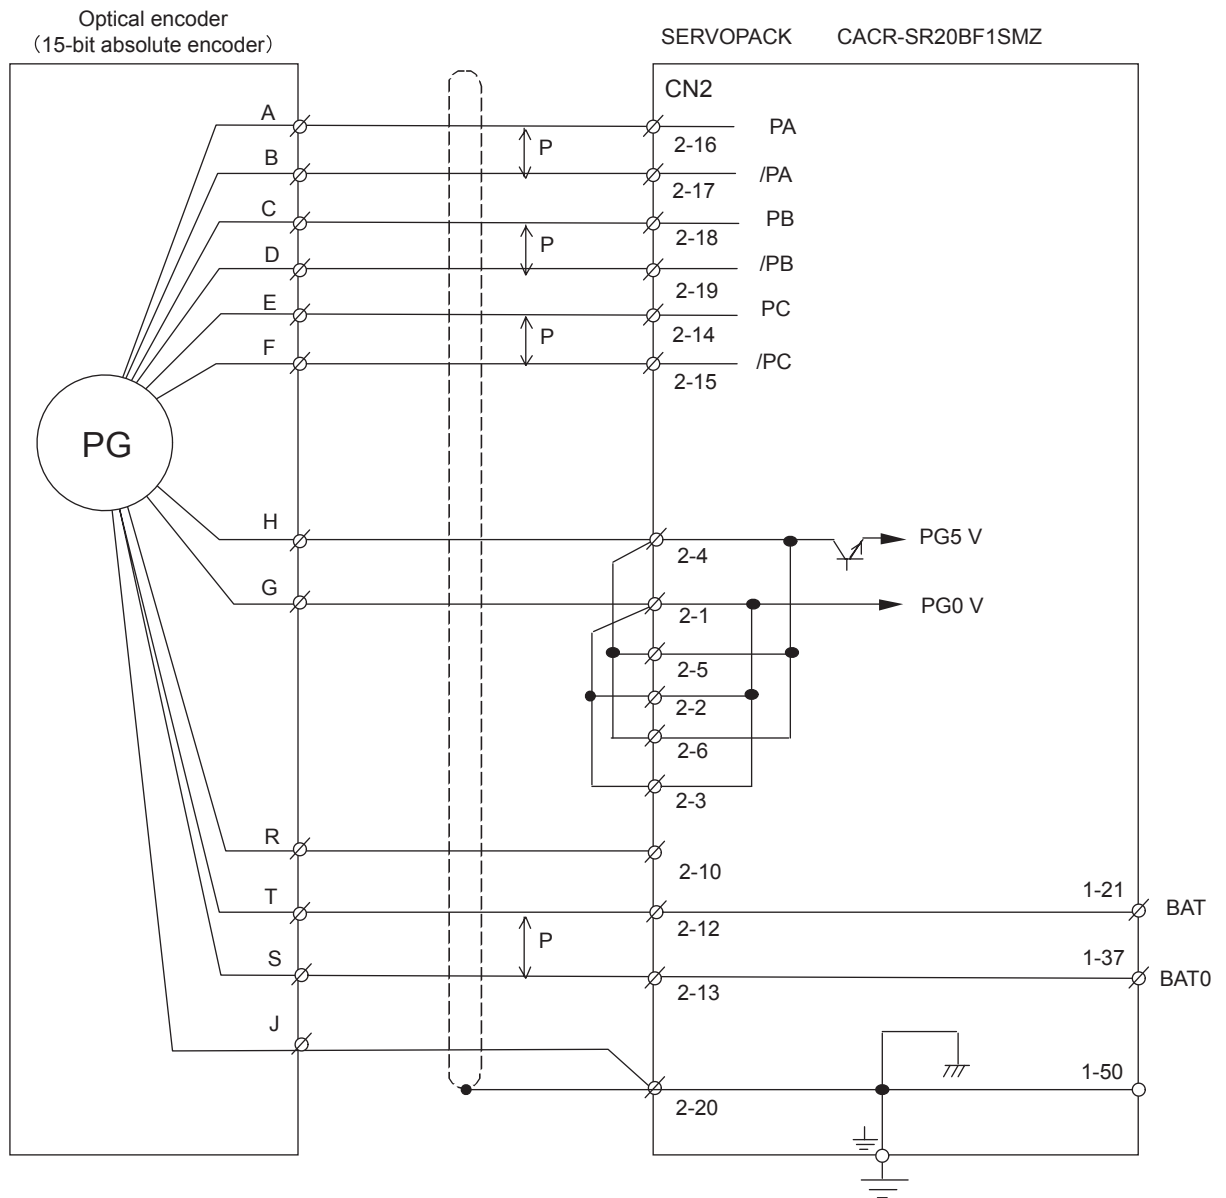 Optical encoder
（15-bit absolute encoder）
SERVOPACK CACR-SR20BF1SMZ
CN2
A
2-16
PA
P
B
2-17
/PA
C
2-18
PB
P
D
2-19
/PB
E
2-14
PC
P
F
2-15
/PC
PG
H
2-4
PG5 V
G
2-1
PG0 V
2-5
2-2
2-6
2-3
R
2-10
T
2-12
1-21
BAT
P
S
2-13
1-37
BAT0
J
2-20
1-50